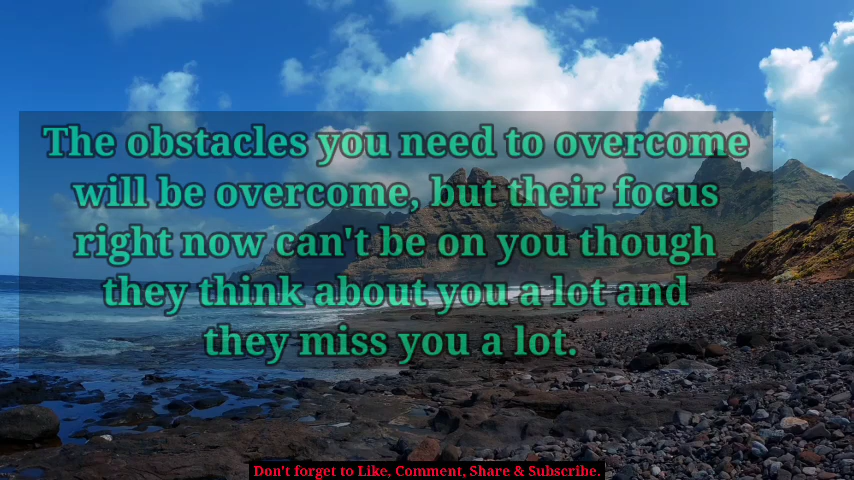 The obstacles you need to overcome
will be overcome, but their focus
right now can't be on you though
they think about you a lot and
they miss you a lot.
Don't forget to Like, Comment, Share & Subscribe.